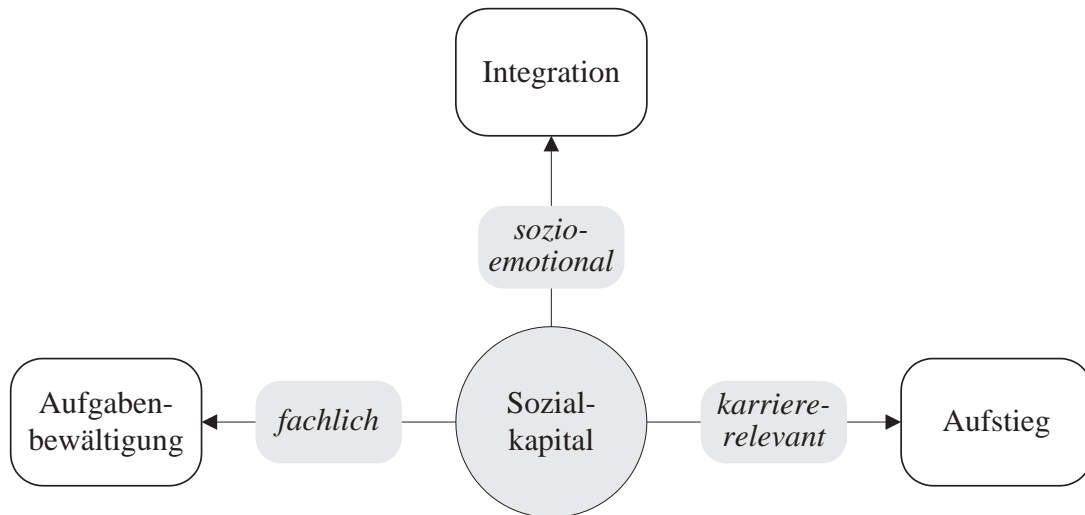 Integration
sozio-
emotional
Aufgaben-
bewältigung
fachlich
Sozial-
kapital
karriere-
relevant
Aufstieg